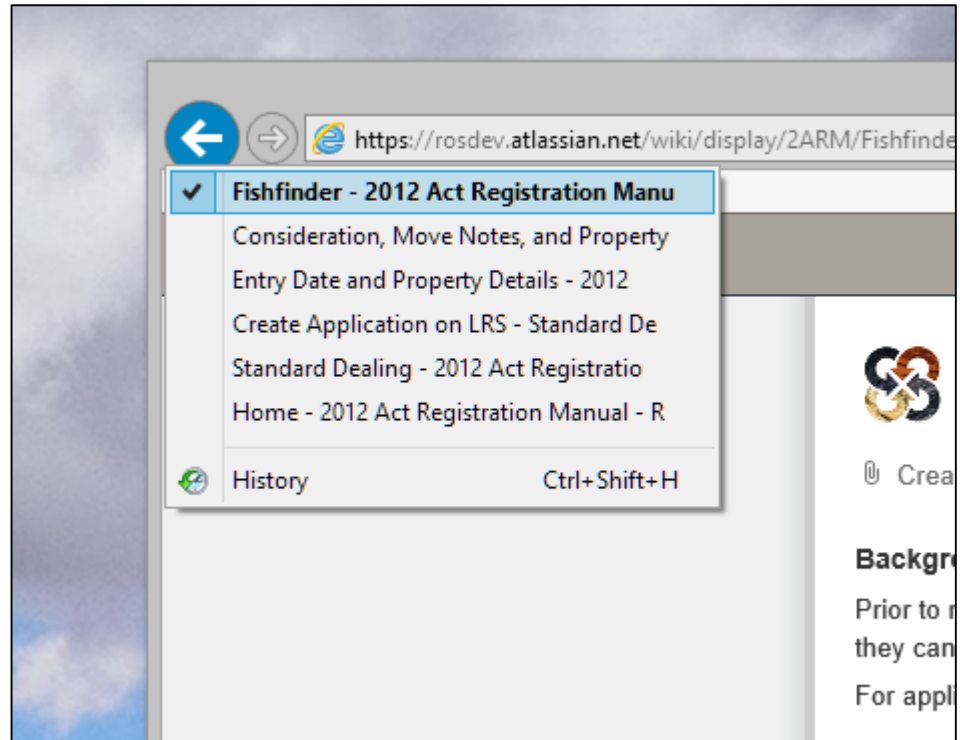 https://rosdev.atlassian.net/wiki/display/2ARM/Fishfinde
Fishfinder - 2012 Act Registration Manu
Consideration, Move Notes, and Property
Entry Date and Property Details - 2012
Create Application on LRS - Standard De
Standard Dealing - 2012 Act Registratio
Home - 2012 Act Registration Manual - R
History Ctrl+Shift+H
Crea
Backgr
Prior to
they can
For appli